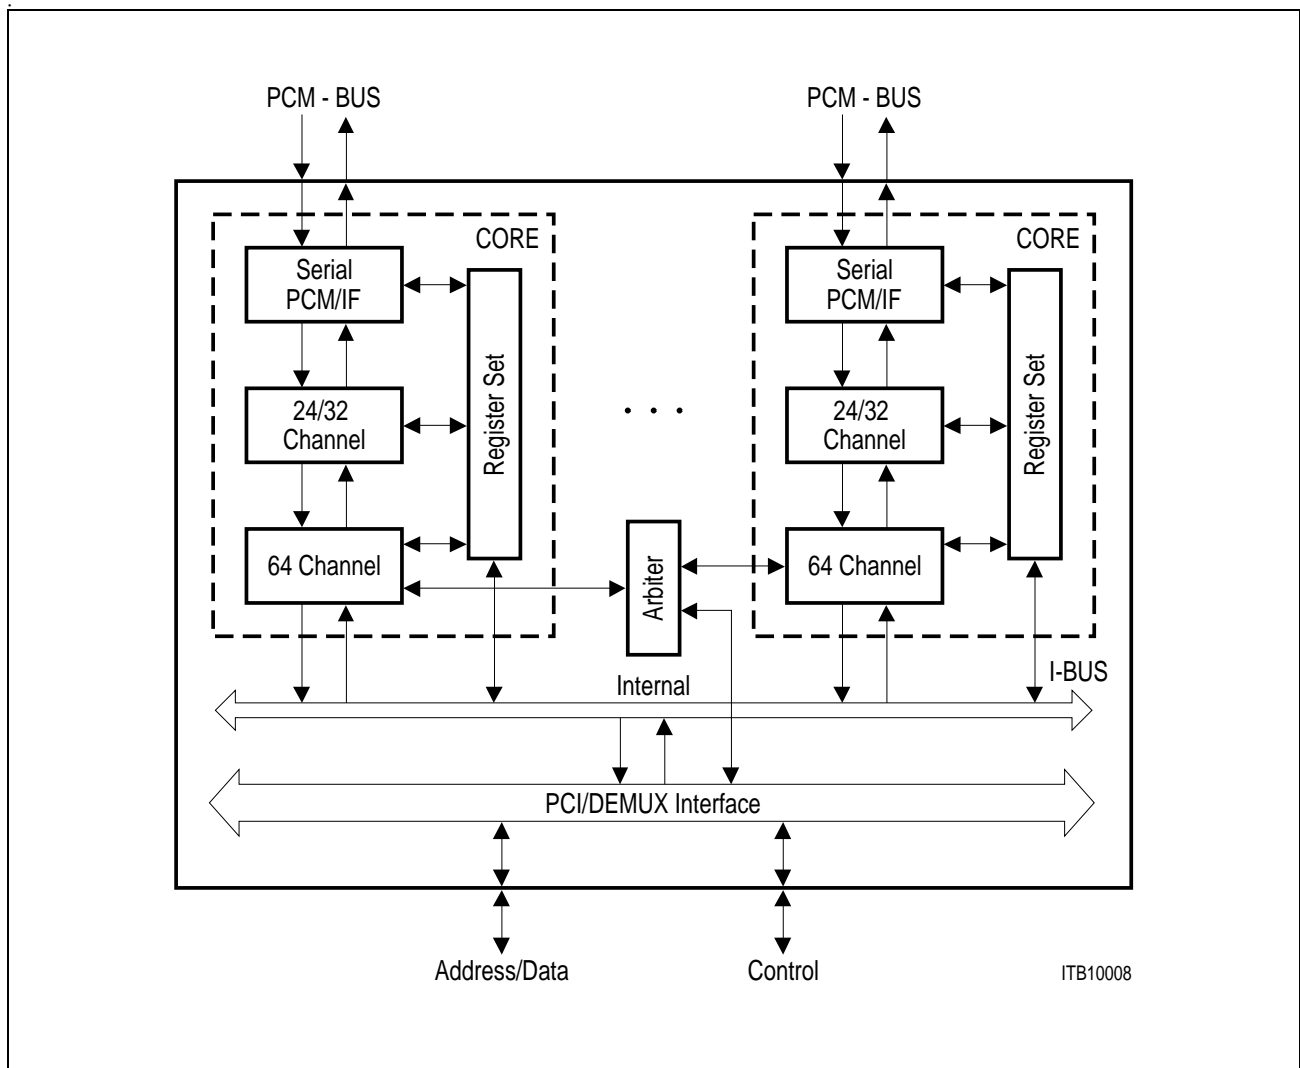 PCM - BUS
PCM - BUS
CORE
CORE
Serial
PCM/IF
Serial
PCM/IF
Register Set
Register Set
24/32
Channel
24/32
Channel
. . .
64 Channel
Arbiter
64 Channel
Internal
I-BUS
PCI/DEMUX Interface
Address/Data
Control
ITB10008